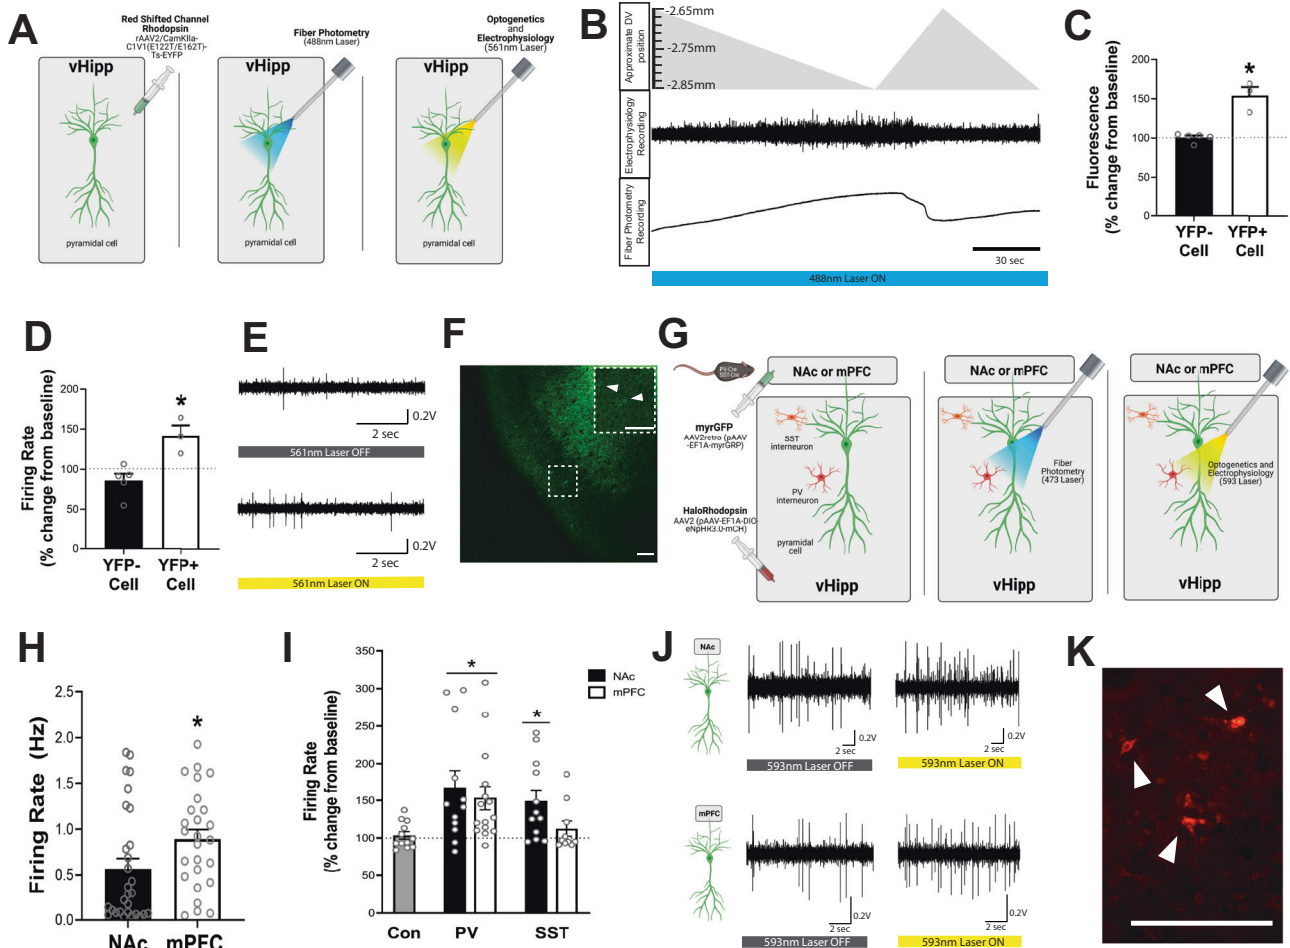 A
Red Shifted Channel
Rhodopsin
rAAV2/CamKIIa-
C1V1(E122T/E162T)-
Ts-EYFP
vHipp
pyramidal cell
Fiber Photometry
(488nm Laser)
vHipp
pyramidal cell
Optogenetics
and
Electrophysiology
(561nm Laser)
vHipp
pyramidal cell
B
Approximate DV
position
-2.65mm
-2.75mm
-2.85mm
Electrophysiology
Recording
Fiber Photometry
Recording
30 sec
488nm Laser ON
C
Fluorescence
(% change from baseline)
200
150
100
50
0
*
YFP-
Cell
YFP+
Cell
D
Firing Rate
(% change from baseline)
200
150
100
50
0
*
YFP-
Cell
YFP+
Cell
E
0.2V
2 sec
561nm Laser OFF
0.2V
2 sec
561nm Laser ON
F
G
PV-Cre
SST-Cre
NAc or mPFC
myrGFP
AAV2retro (pAAV
-EF1A-myrGRP)
SST
interneuron
PV
interneuron
HaloRhodopsin
AAV2 (pAAV-EF1A-DIO-
eNpHR3.0-mCH)
pyramidal
cell
vHipp
NAc or mPFC
Fiber
Photometry
(473 Laser)
vHipp
NAc or mPFC
Optogenetics and
Electrophysiology
(593 Laser)
vHipp
H
Firing Rate (Hz)
2.5
2.0
1.5
1.0
0.5
0.0
*
NAc
mPFC
I
Firing Rate
(% change from baseline)
350
300
250
200
150
100
50
0
*
*
NAc
mPFC
Con
PV
SST
J
NAc
0.2V
2 sec
593nm Laser OFF
0.2V
2 sec
593nm Laser ON
mPFC
0.2V
2 sec
593nm Laser OFF
0.2V
2 sec
593nm Laser ON
K